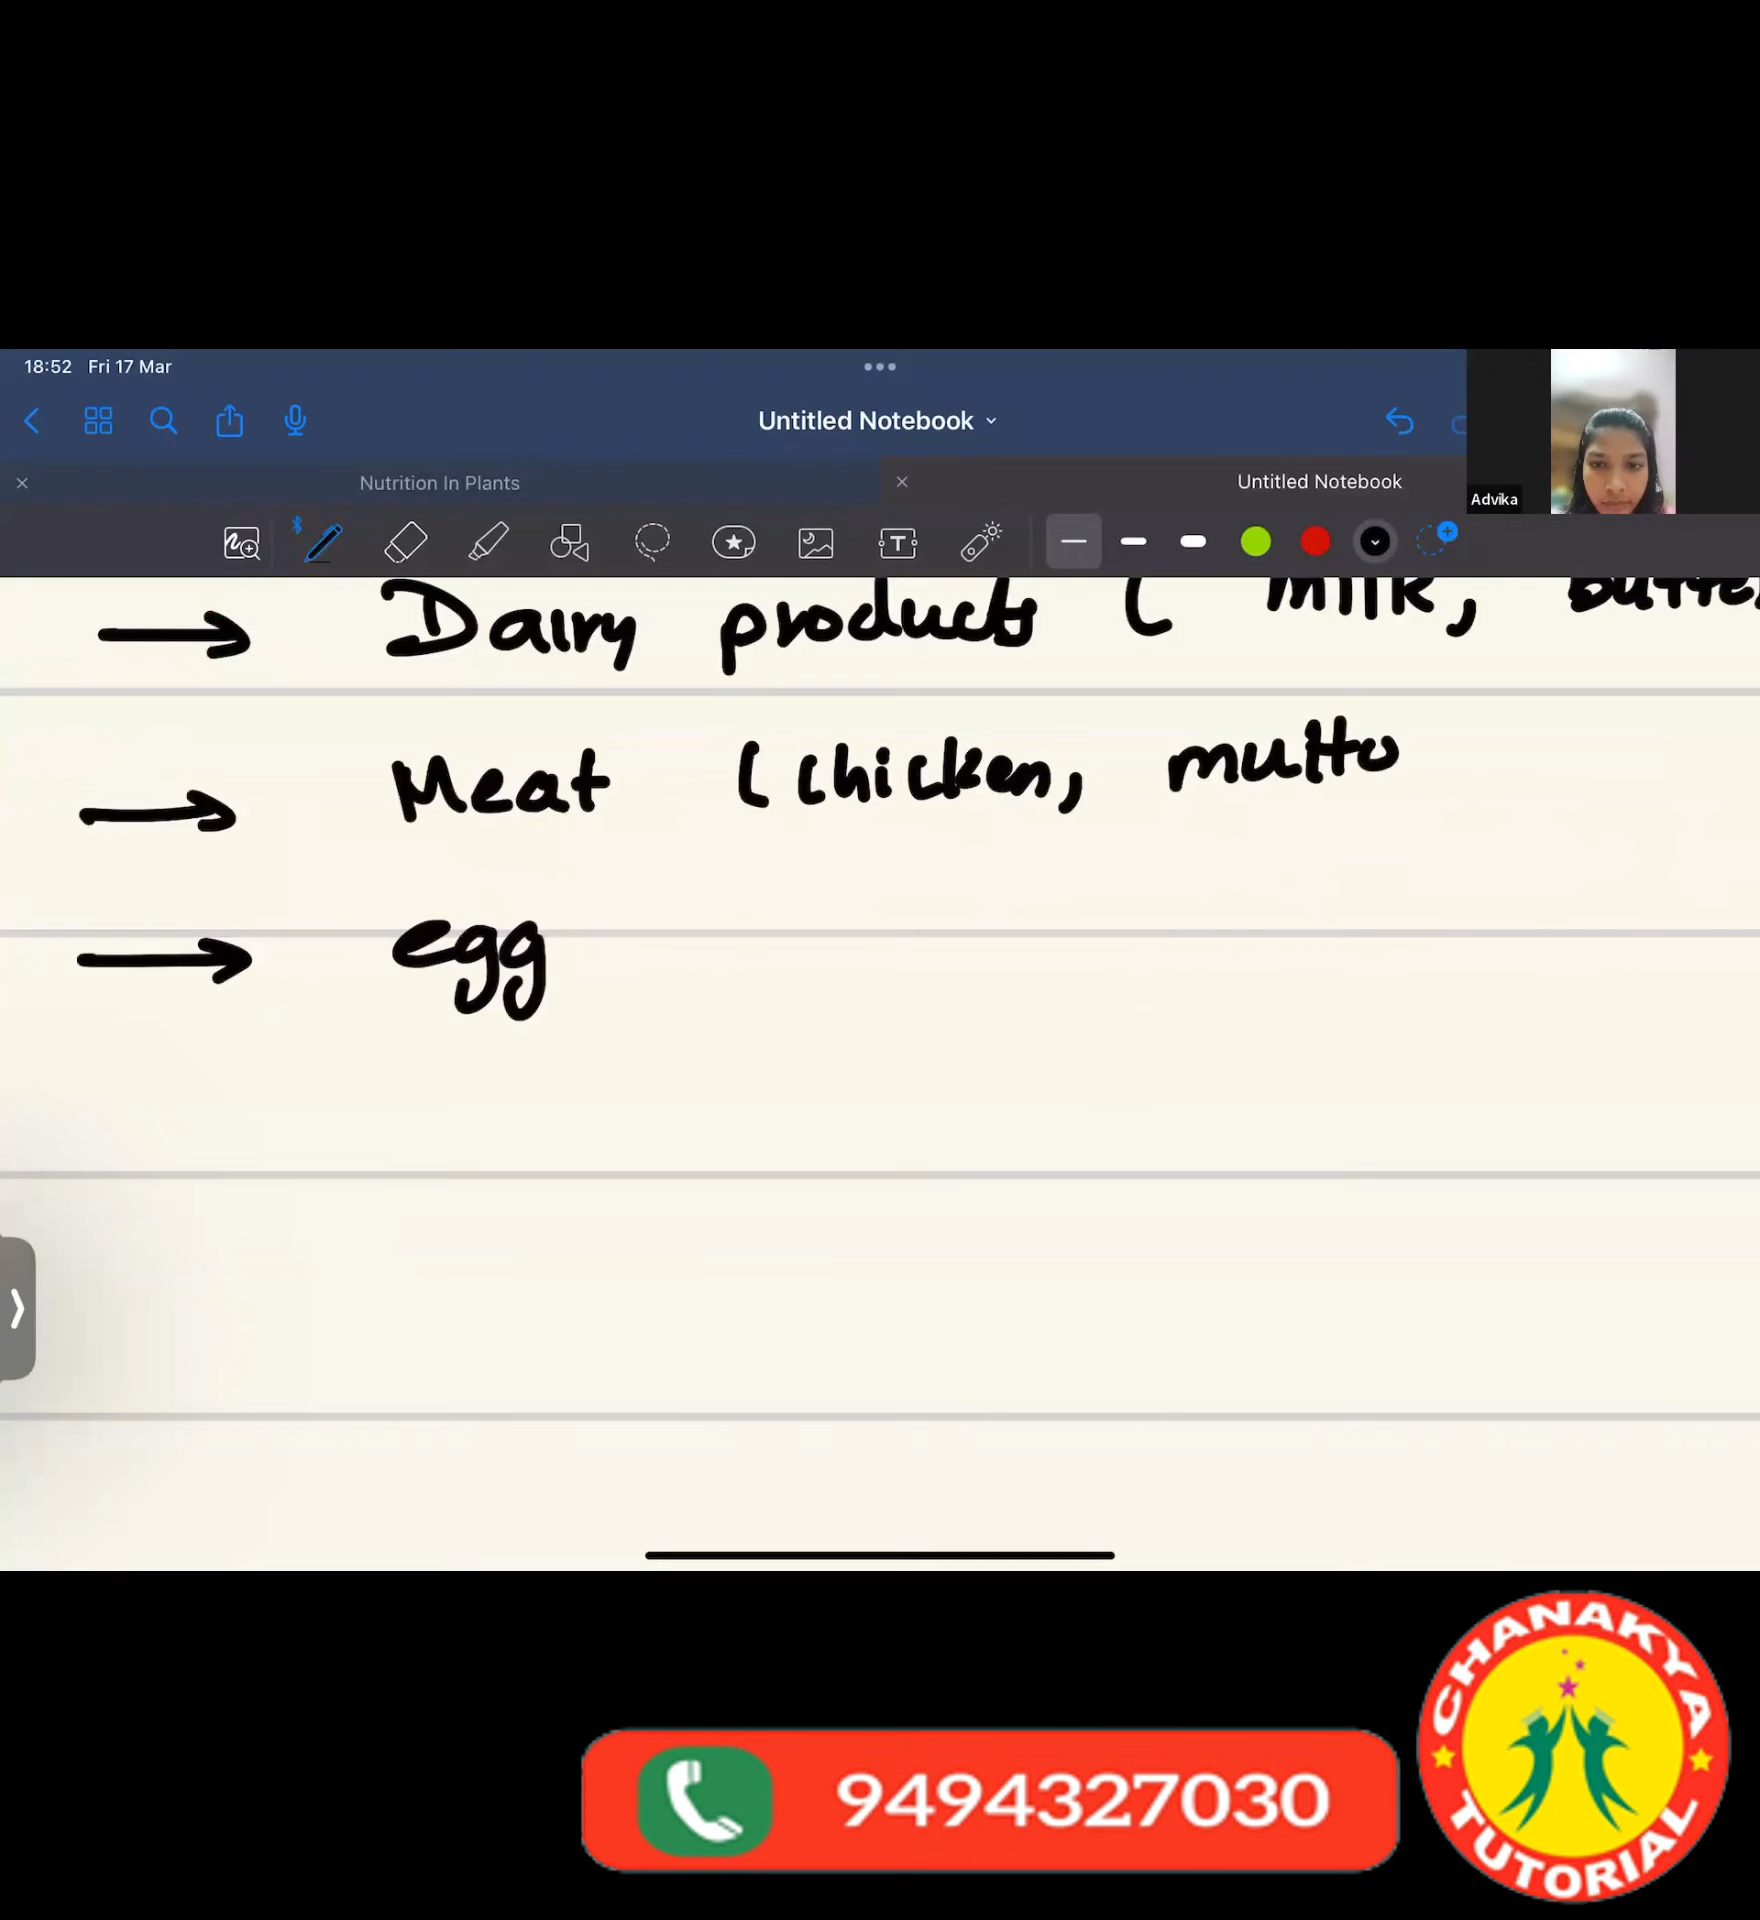 18:52 Fri 17 Mar
Untitled Notebook
Nutrition In Plants
Untitled Notebook
Advika
→ Dairy products ( milk,
→ Meat (chicken, mutto
→ egg
9494327030
CHANAKYA
TUTORIAL